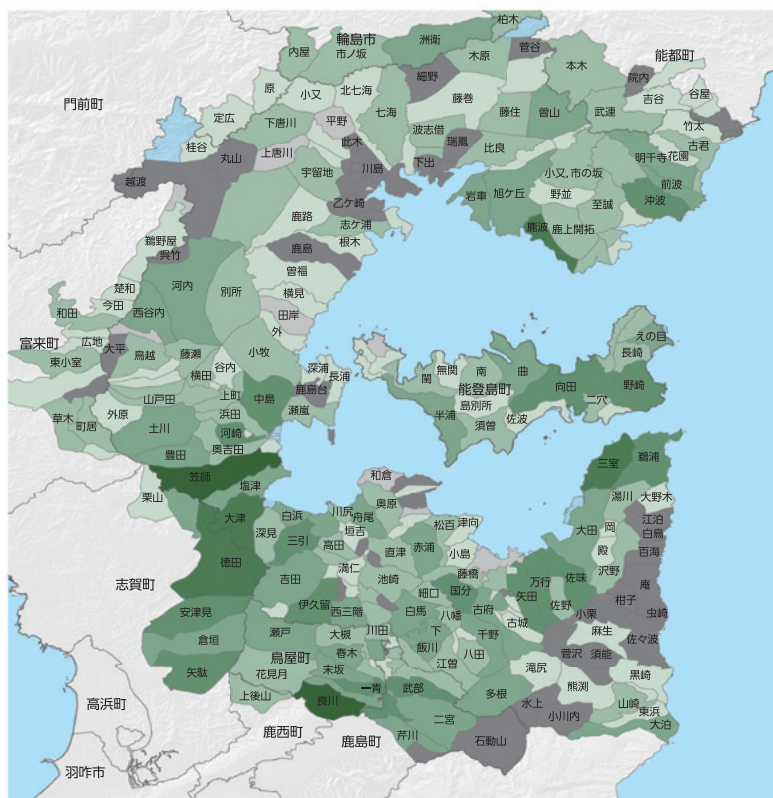 柏木
洲衛
輪島市
内屋
市ノ坂
木原
菅谷
能都町
本木
細野
院内
門前町
原
小又
北七海
吉谷
谷屋
定広
七海
藤巻
藤住
曽山
武連
下唐川
平野
波志借
竹太
桂谷
此木
瑞鳳
比良
古君
丸山
上唐川
明千寺
花園
川島
下出
宇留地
小又,市の坂
越渡
前波
乙ケ崎
岩車
旭ケ丘
野並
沖波
至誠
鹿路
志ケ浦
鹿波
鹿上開拓
鵜野屋
根木
呉竹
鹿島
曽福
河内
別所
楚和
横見
今田
和田
西谷内
田岸
広地
外
えの目
富来町
大平
鳥越
藤瀬
小牧
長崎
東小室
谷内
深浦
無関
南
曲
横田
長浦
閨
能登島町
向田
上町
中島
鹿島台
野崎
山戸田
島別所
二穴
草木
外原
浜田
瀬嵐
半浦
佐波
町居
土川
河崎
須曽
奥吉田
豊田
鵜浦
笠師
三室
和倉
塩津
栗山
湯川
奥原
大野木
大津
白浜
川尻
舟尾
松百
津向
江泊
深見
垣吉
大田
岡
白鳥
三引
高田
直津
赤浦
小島
殿
百海
志賀町
徳田
満仁
藤橋
沢野
吉田
池崎
万行
佐味
庵
細口
国分
矢田
柑子
伊久留
西三階
白馬
古府
佐野
安津見
八幡
小栗
虫崎
古城
倉垣
瀬戸
大槻
川田
下
千野
麻生
佐々波
鳥屋町
春木
飯川
八田
菅沢
須能
矢駄
花見月
末坂
江曽
滝尻
黒崎
上後山
一青
武部
多根
熊渕
良川
水上
山崎
高浜町
東浜
二宮
小川内
大泊
鹿西町
芹川
石動山
鹿島町
羽咋市